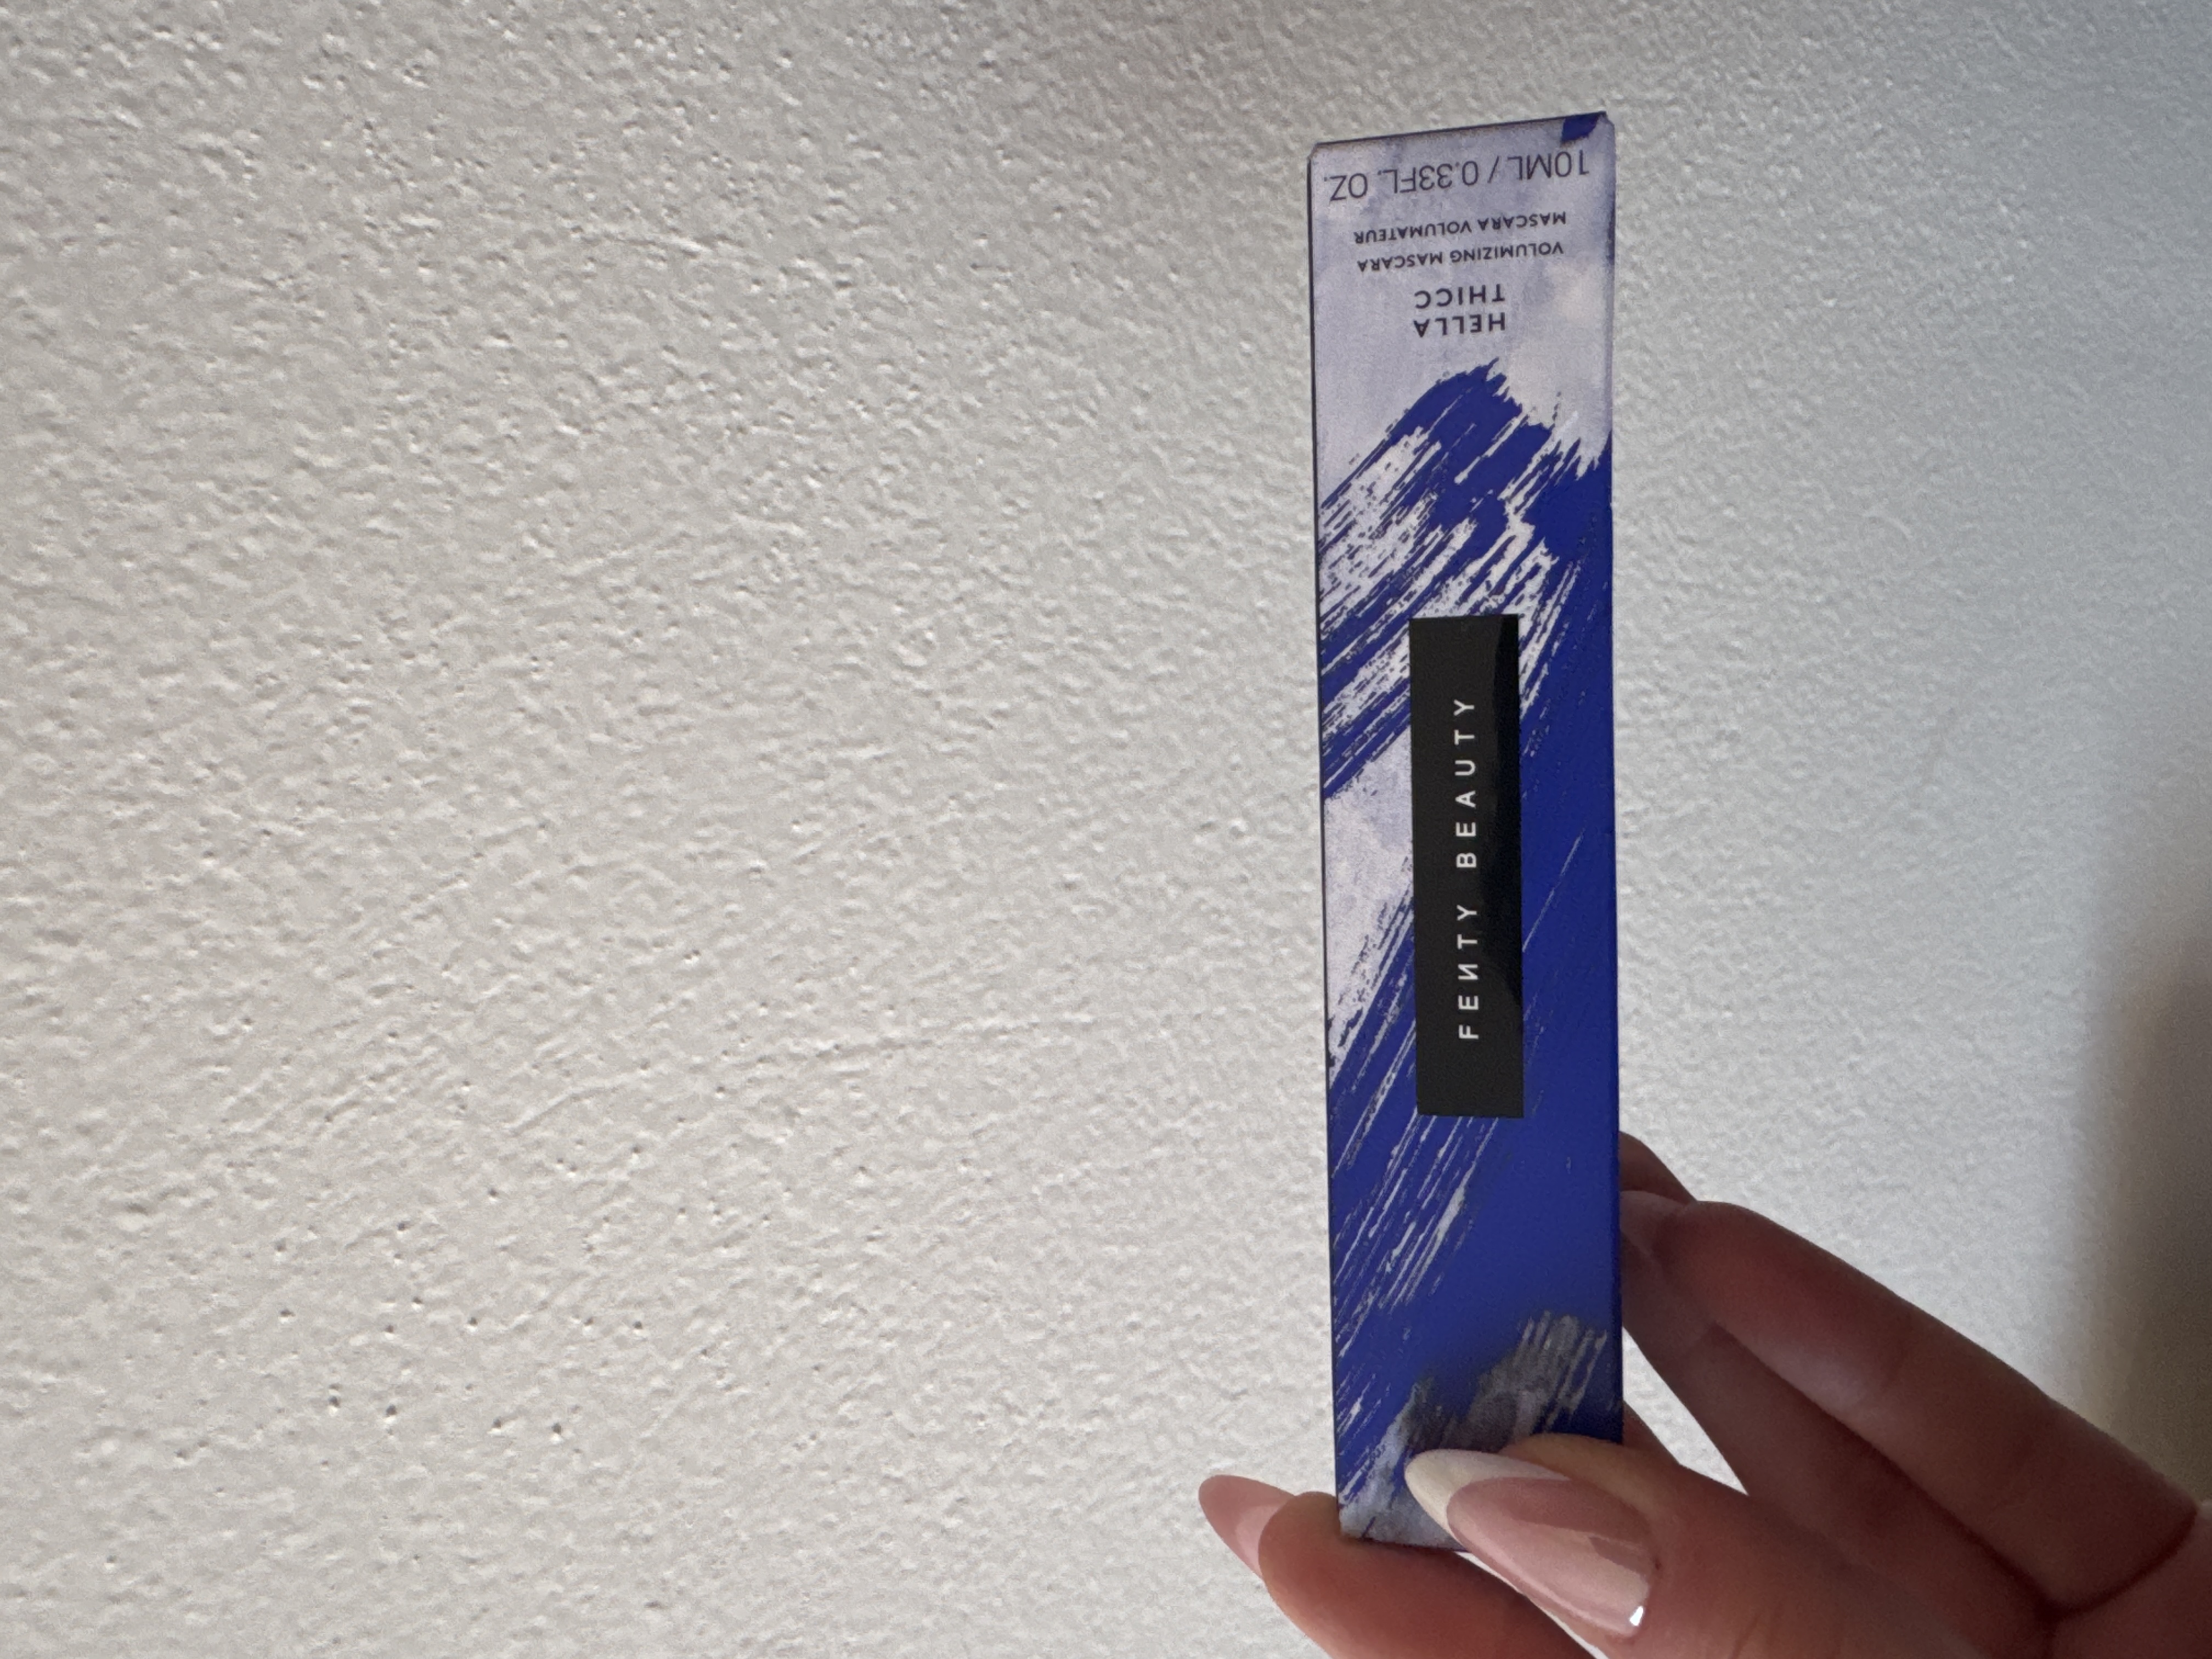 FENTY BEAUTY
HELLA
THICC
VOLUMIZING MASCARA
MASCARA VOLUMATEUR
10ML / 0.33FL. OZ.